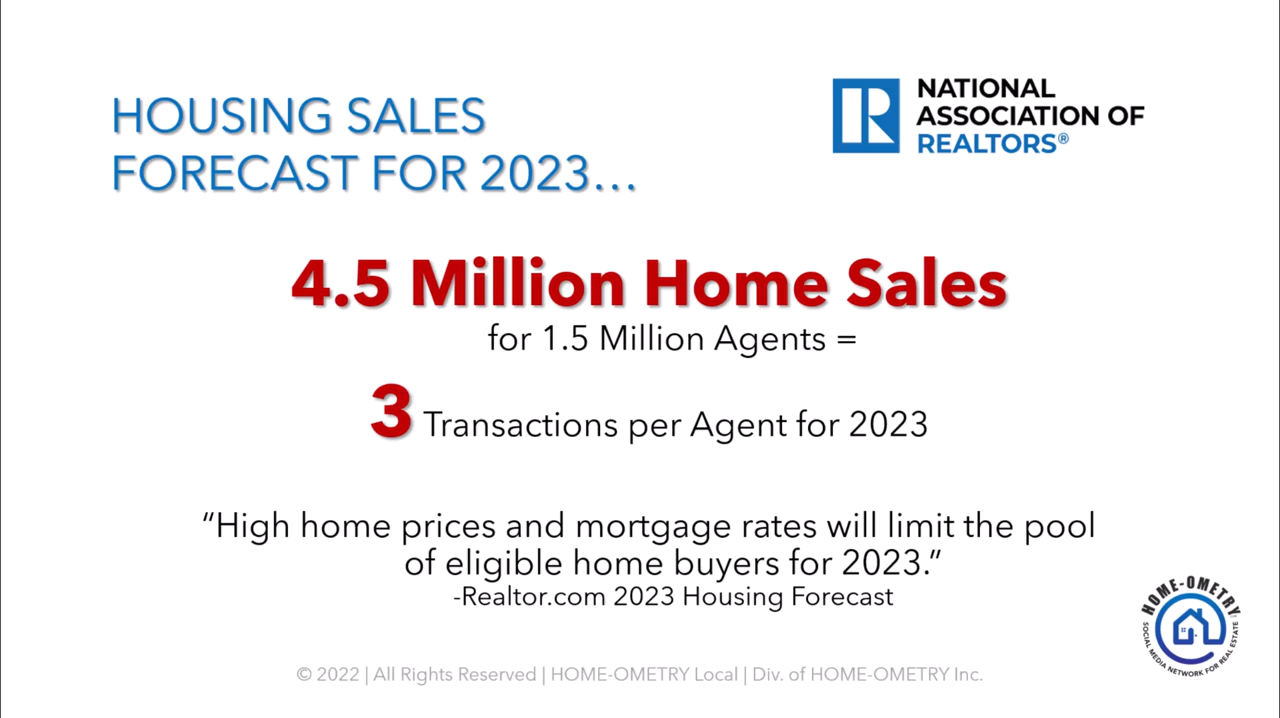 HOUSING SALES
FORECAST FOR 2023...
NATIONAL
ASSOCIATION OF
REALTORS®
4.5 Million Home Sales
for 1.5 Million Agents =
3 Transactions per Agent for 2023
“High home prices and mortgage rates will limit the pool
of eligible home buyers for 2023.”
-Realtor.com 2023 Housing Forecast
HOME-OMETRY
SOCIAL MEDIA NETWORK FOR REAL ESTATE
© 2022 | All Rights Reserved | HOME-OMETRY Local | Div. of HOME-OMETRY Inc.